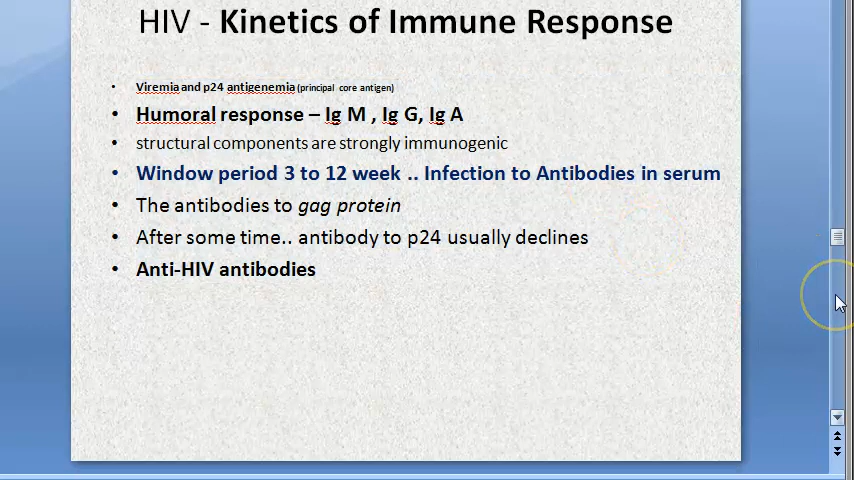 HIV - Kinetics of Immune Response
• Viremia and p24 antigenemia (principal core antigen)
• Humoral response – Ig M , Ig G, Ig A
• structural components are strongly immunogenic
• Window period 3 to 12 week .. Infection to Antibodies in serum
• The antibodies to gag protein
• After some time.. antibody to p24 usually declines
• Anti-HIV antibodies